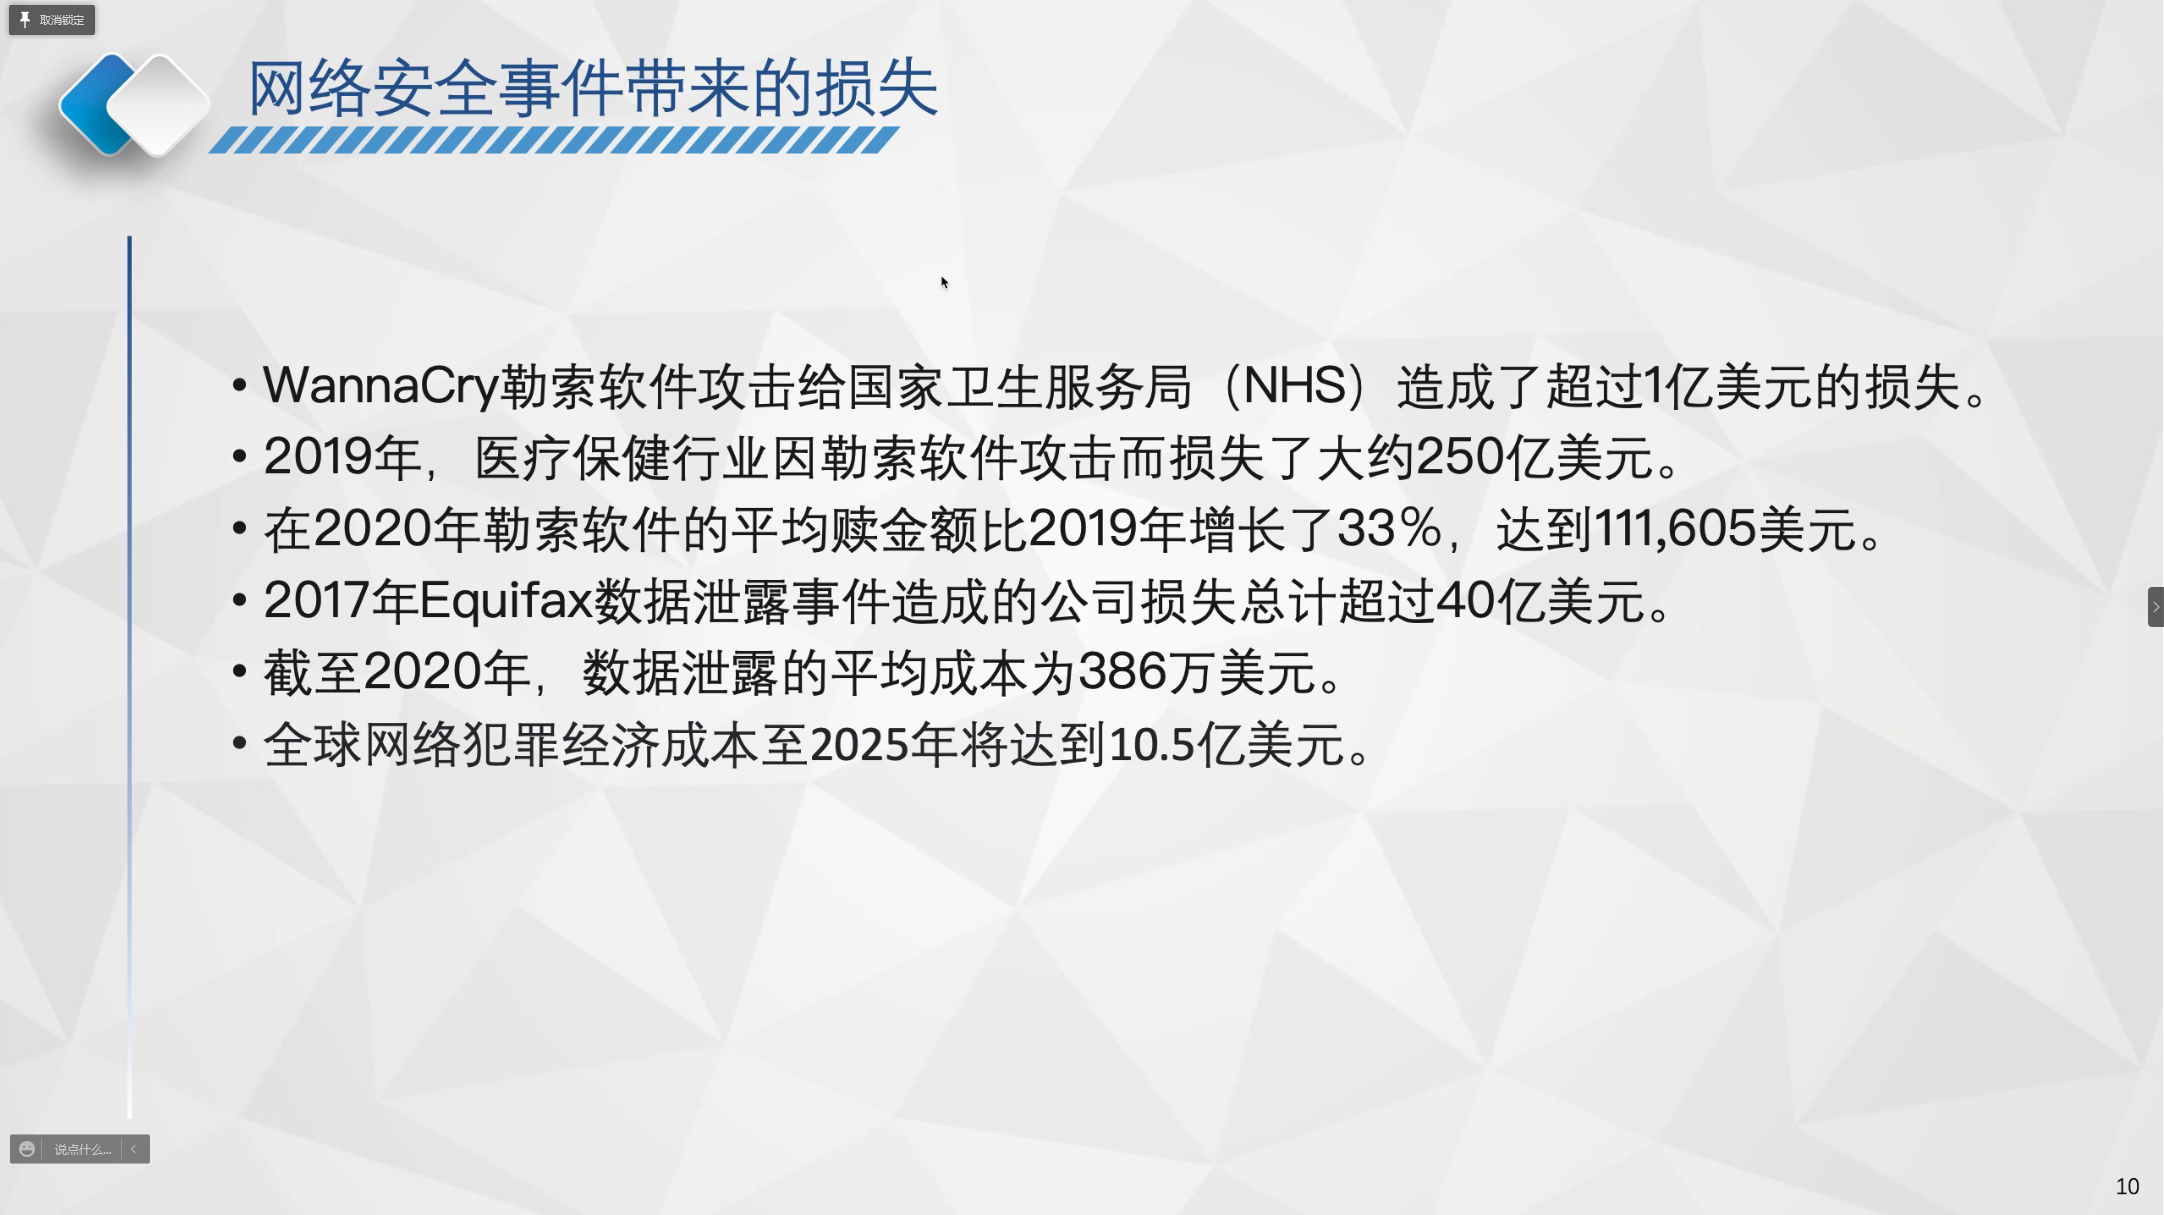 取消锁定
网络安全事件带来的损失
• WannaCry勒索软件攻击给国家卫生服务局（NHS）造成了超过1亿美元的损失。
• 2019年，医疗保健行业因勒索软件攻击而损失了大约250亿美元。
• 在2020年勒索软件的平均赎金额比2019年增长了33%，达到111,605美元。
• 2017年Equifax数据泄露事件造成的公司损失总计超过40亿美元。
• 截至2020年，数据泄露的平均成本为386万美元。
• 全球网络犯罪经济成本至2025年将达到10.5亿美元。
说点什么...
10